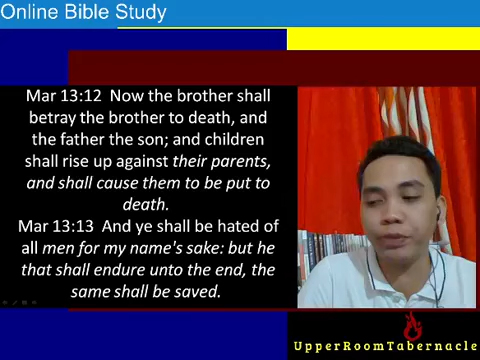 Online Bible Study
Mar 13:12 Now the brother shall
betray the brother to death, and
the father the son; and children
shall rise up against their parents,
and shall cause them to be put to
death.
Mar 13:13 And ye shall be hated of
all men for my name's sake: but he
that shall endure unto the end, the
same shall be saved.
UpperRoomTabernacle